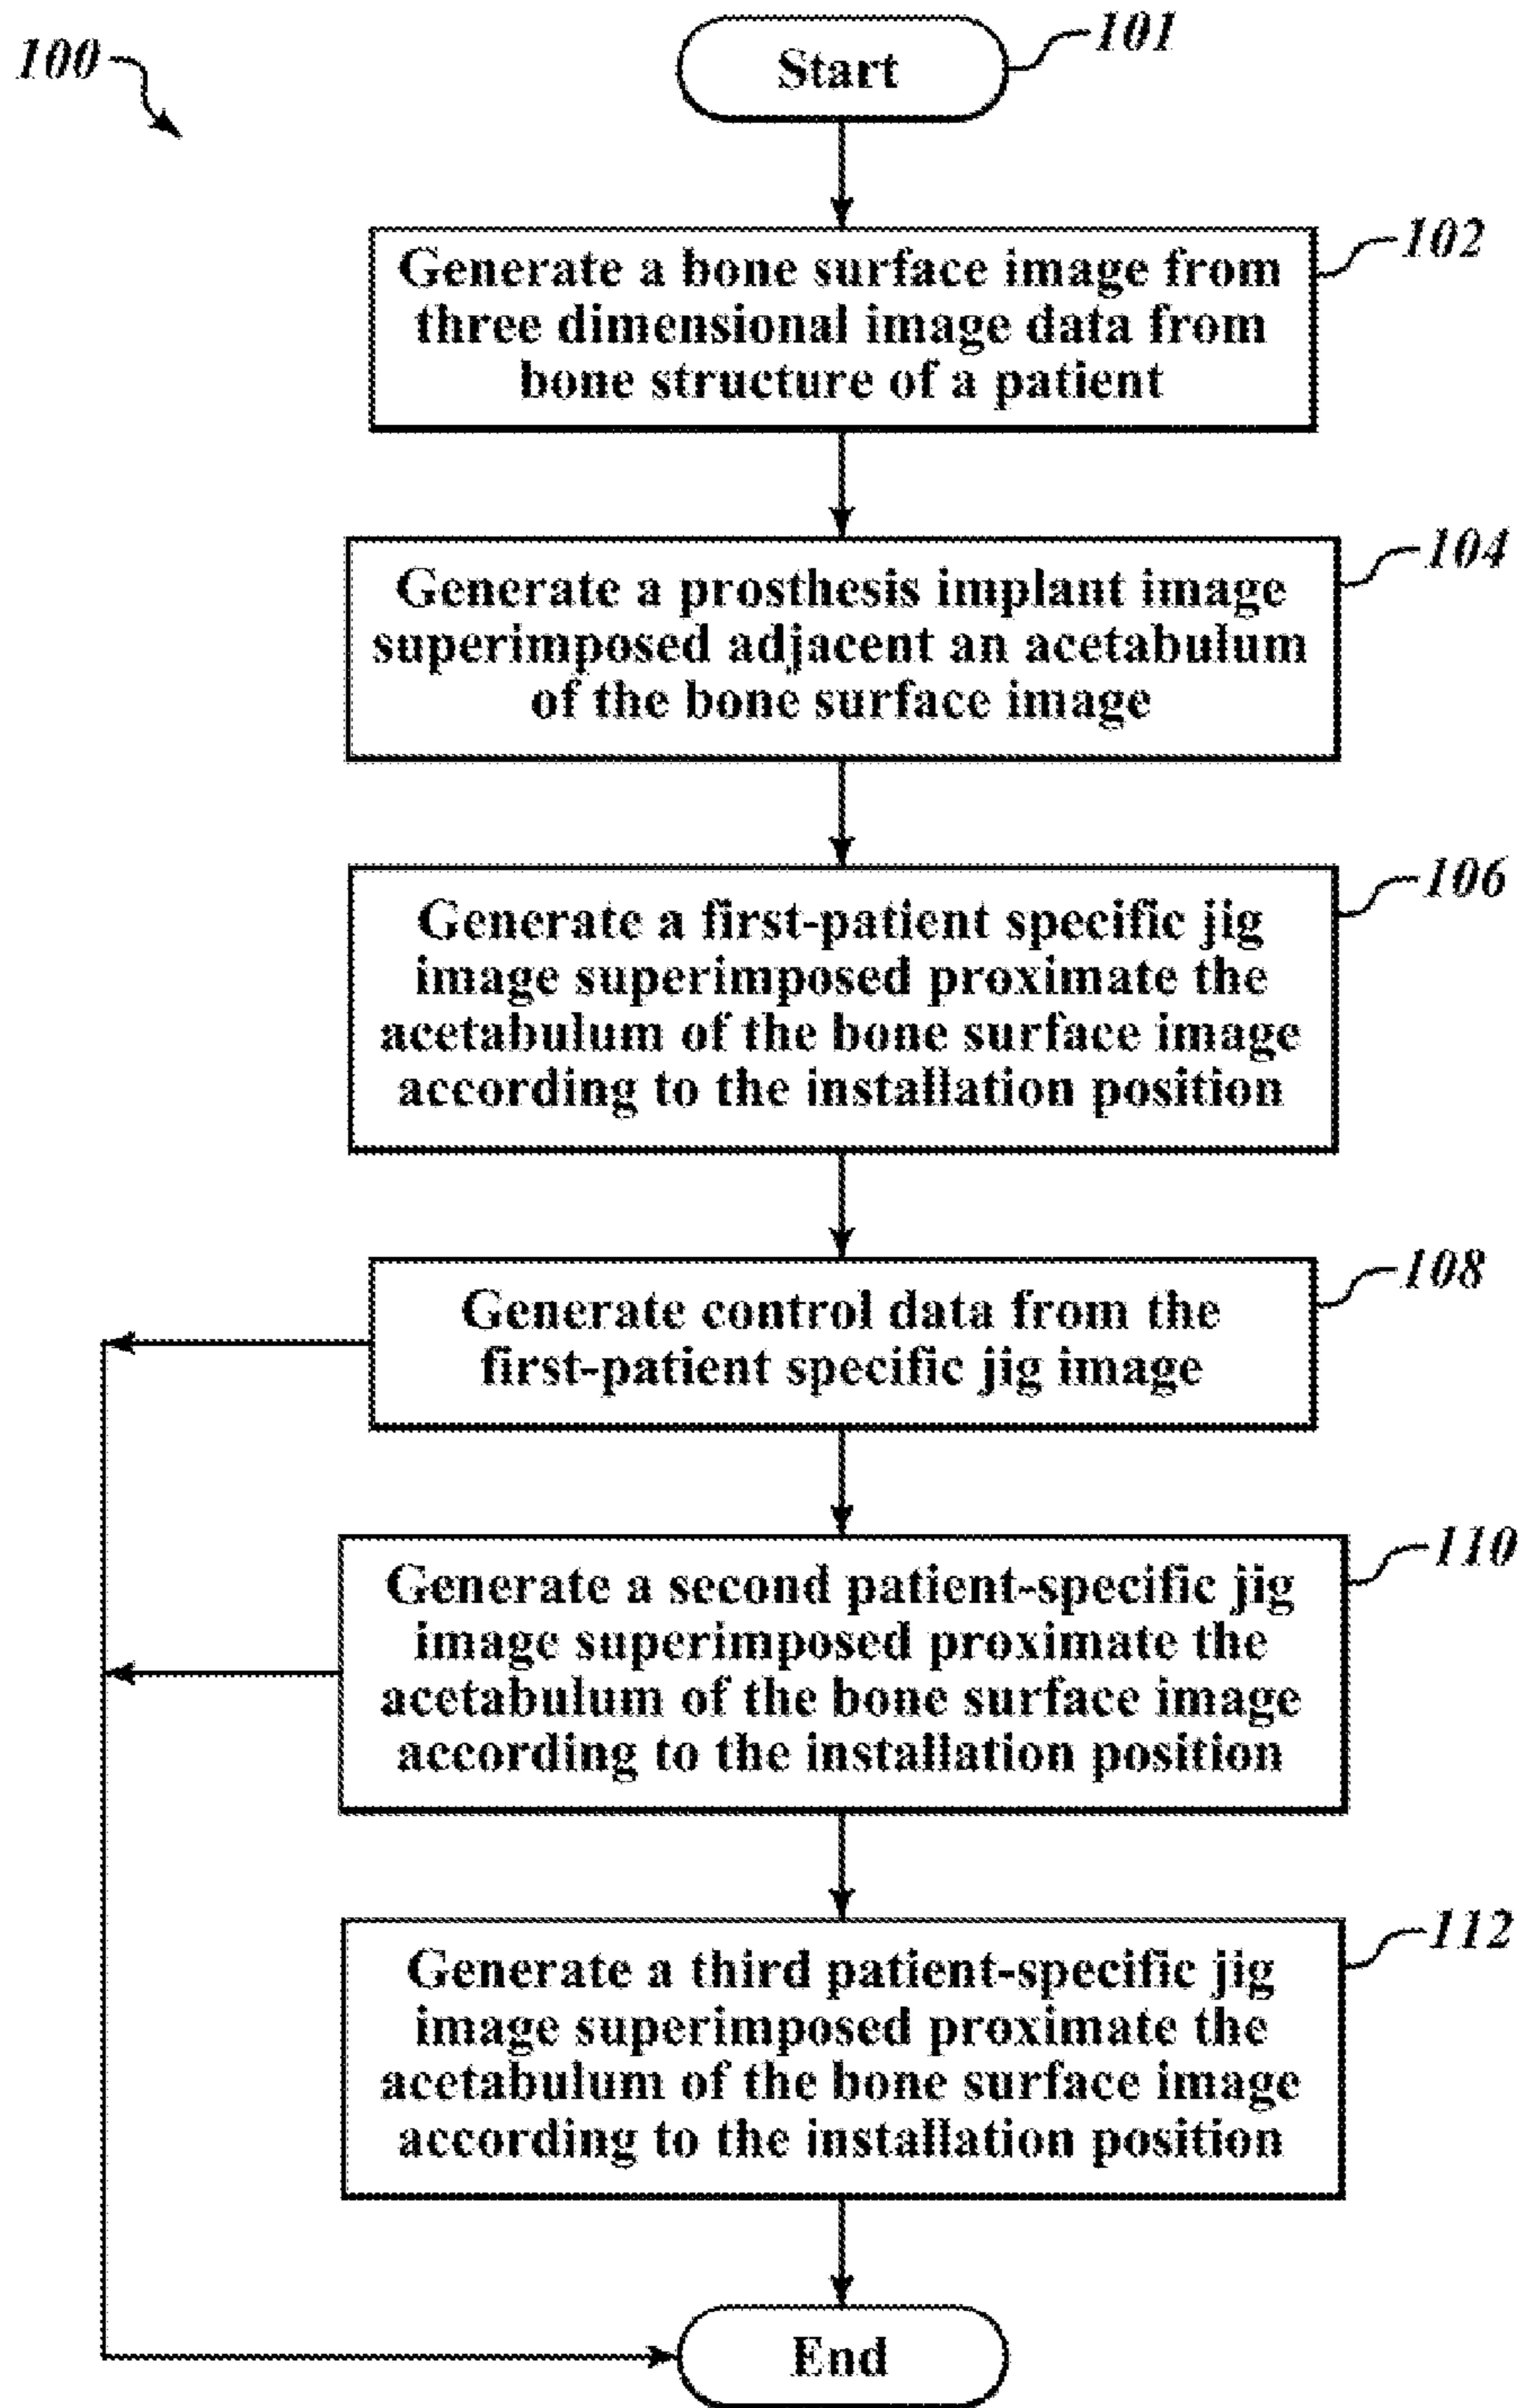 100
Start
101
Generate a bone surface image from
three dimensional image data from
bone structure of a patient
102
Generate a prosthesis implant image
superimposed adjacent an acetabulum
of the bone surface image
104
Generate a first-patient specific jig
image superimposed proximate the
acetabulum of the bone surface image
according to the installation position
106
Generate control data from the
first-patient specific jig image
108
Generate a second patient-specific jig
image superimposed proximate the
acetabulum of the bone surface image
according to the installation position
110
Generate a third patient-specific jig
image superimposed proximate the
acetabulum of the bone surface image
according to the installation position
112
End